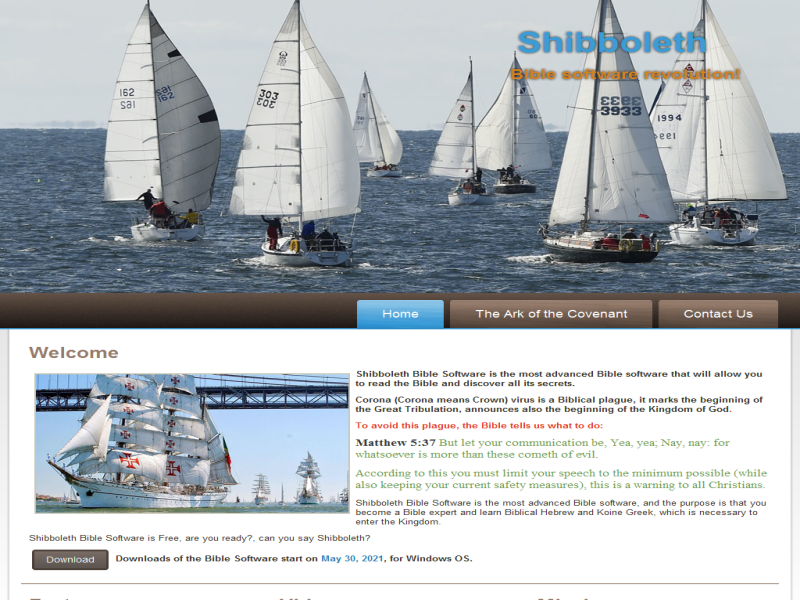 Shibboleth
Bible software revolution!
162
162
591
162
303
303
3933
3933
1994
Home
The Ark of the Covenant
Contact Us
Welcome
Shibboleth Bible Software is the most advanced Bible software that will allow you
to read the Bible and discover all its secrets.
Corona (Corona means Crown) virus is a Biblical plague, it marks the beginning of
the Great Tribulation, announces also the beginning of the Kingdom of God.
To avoid this plague, the Bible tells us what to do:
Matthew 5:37 But let your communication be, Yea, yea; Nay, nay: for
whatsoever is more than these cometh of evil.
According to this you must limit your speech to the minimum possible (while
also keeping your current safety measures), this is a warning to all Christians.
Shibboleth Bible Software is the most advanced Bible software, and the purpose is that you
become a Bible expert and learn Biblical Hebrew and Koine Greek, which is necessary to
enter the Kingdom.
Shibboleth Bible Software is Free, are you ready?, can you say Shibboleth?
Download
Downloads of the Bible Software start on May 30, 2021, for Windows OS.